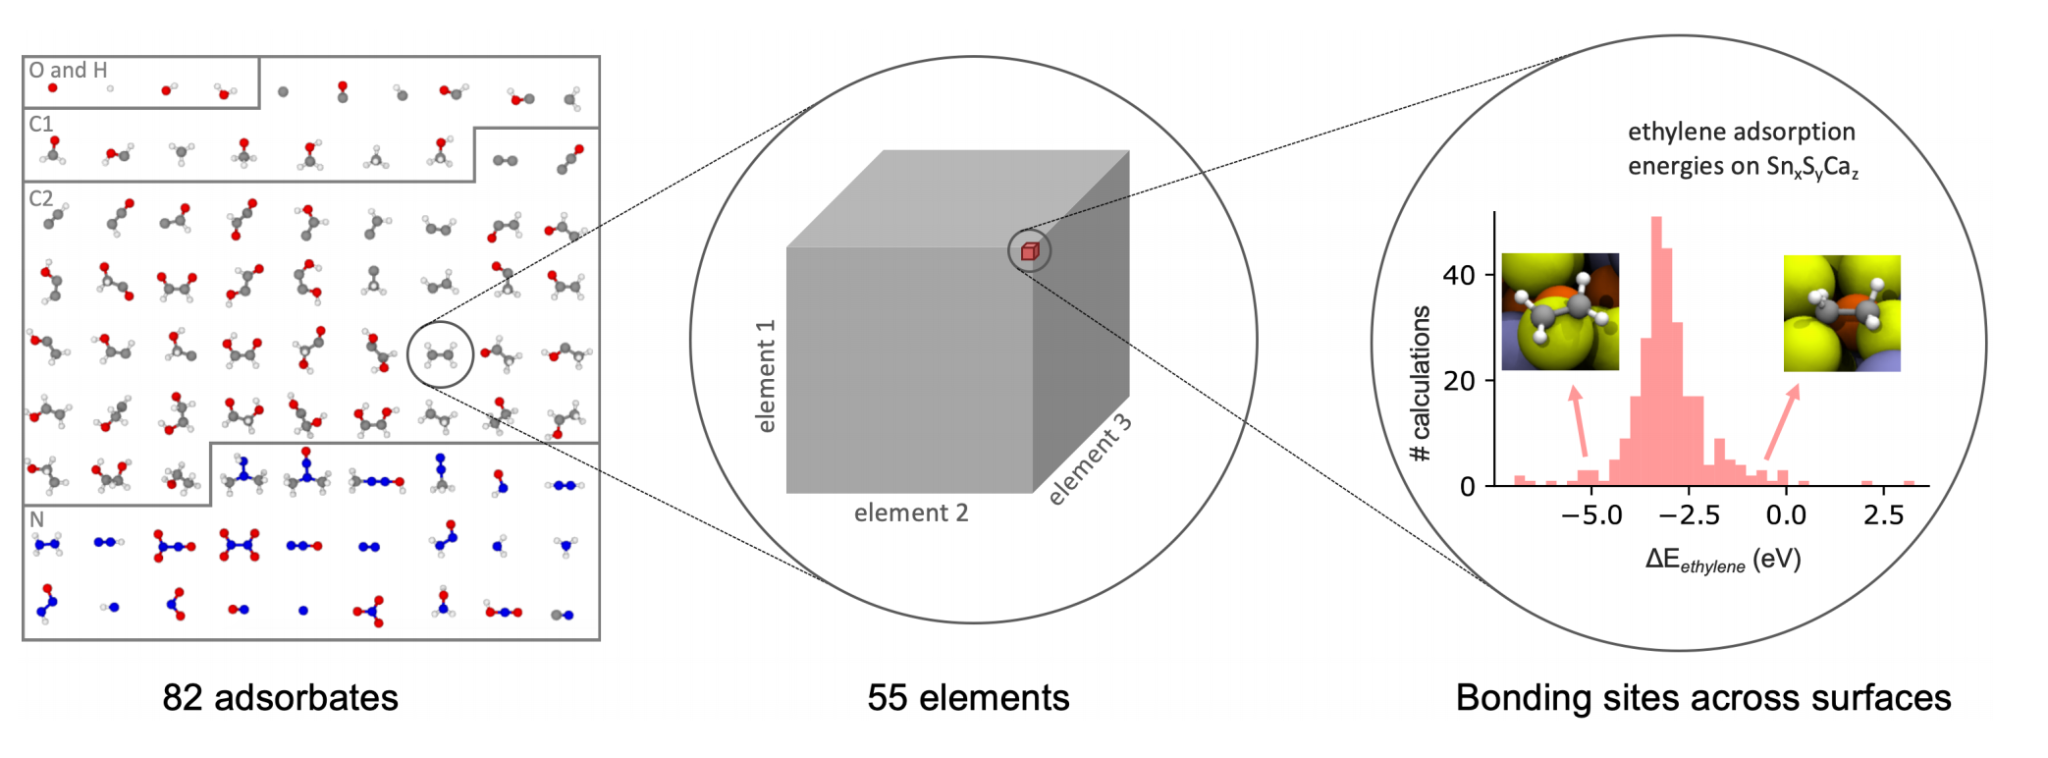 O and H
C1
C2
N
82 adsorbates
element 1
element 2
element 3
55 elements
ethylene adsorption
energies on SnxSyCaz
# calculations
40
20
0
−5.0 −2.5 0.0 2.5
ΔEethylene (eV)
Bonding sites across surfaces